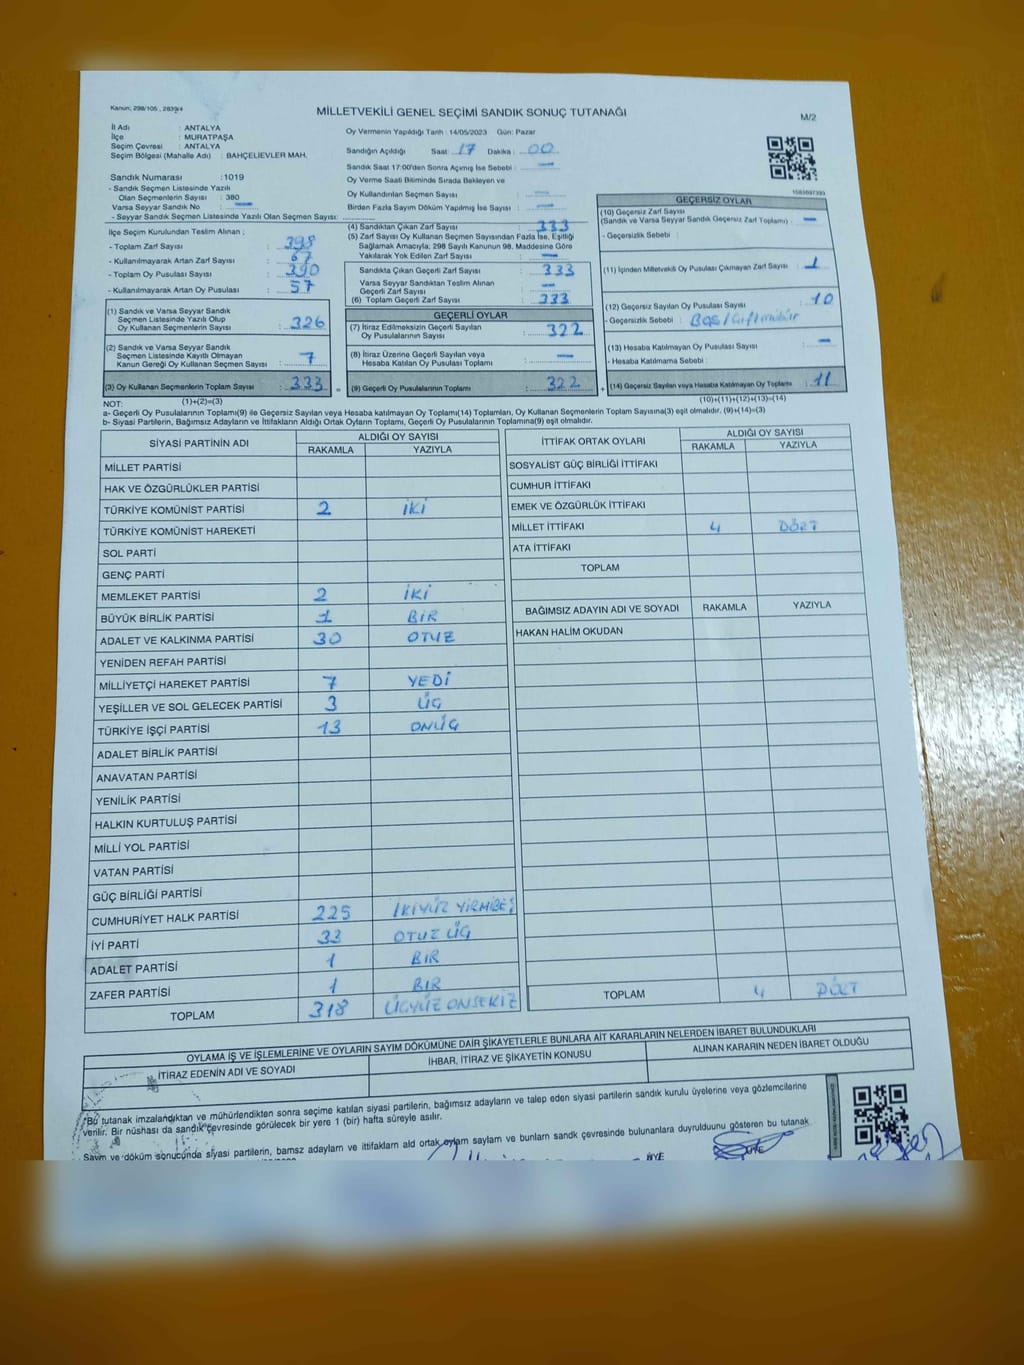 Kanun; 298/105 , 2839/4
MİLLETVEKİLİ GENEL SEÇİMİ SANDIK SONUÇ TUTANAĞI
M/2
İl Adı : ANTALYA
İlçe : MURATPAŞA
Seçim Çevresi : ANTALYA
Seçim Bölgesi (Mahalle Adı) : BAHÇELİEVLER MAH.
Sandık Numarası :1019
- Sandık Seçmen Listesinde Yazılı
Olan Seçmenlerin Sayısı : 380
Varsa Seyyar Sandık No : —
- Seyyar Sandık Seçmen Listesinde Yazılı Olan Seçmen Sayısı:
Oy Vermenin Yapıldığı Tarih : 14/05/2023 Gün: Pazar
Sandığın Açıldığı Saat: 17 Dakika : 00
Sandık Saat 17:00'den Sonra Açımış İse Sebebi : —
Oy Verme Saati Bitiminde Sırada Bekleyen ve
Oy Kullandırılan Seçmen Sayısı : —
Birden Fazla Sayım Döküm Yapılmış İse Sayısı : —
1583697393
İlçe Seçim Kurulundan Teslim Alınan ;
- Toplam Zarf Sayısı : 398
- Kullanılmayarak Artan Zarf Sayısı : 67
- Toplam Oy Pusulası Sayısı : 390
- Kullanılmayarak Artan Oy Pusulası : 57
(1) Sandık ve Varsa Seyyar Sandık
Seçmen Listesinde Yazılı Olup
Oy Kullanan Seçmenlerin Sayısı : 326
(2) Sandık ve Varsa Seyyar Sandık
Seçmen Listesinde Kayıtlı Olmayan
Kanun Gereği Oy Kullanan Seçmen Sayısı : 7
(3) Oy Kullanan Seçmenlerin Toplam Sayısı : 333
(4) Sandıktan Çıkan Zarf Sayısı : 333
(5) Zarf Sayısı Oy Kullanan Seçmen Sayısından Fazla İse, Eşitliği
Sağlamak Amacıyla; 298 Sayılı Kanunun 98. Maddesine Göre
Yakılarak Yok Edilen Zarf Sayısı : —
Sandıkta Çıkan Geçerli Zarf Sayısı : 333
Varsa Seyyar Sandıktan Teslim Alınan
Geçerli Zarf Sayısı : —
(6) Toplam Geçerli Zarf Sayısı : 333
GEÇERLİ OYLAR
(7) İtiraz Edilmeksizin Geçerli Sayılan
Oy Pusulalarının Sayısı : 322
(8) İtiraz Üzerine Geçerli Sayılan veya
Hesaba Katılan Oy Pusulası Toplamı : —
= (9) Geçerli Oy Pusulalarının Toplamı : 322
GEÇERSİZ OYLAR
(10) Geçersiz Zarf Sayısı
(Sandık ve Varsa Seyyar Sandık Geçersiz Zarf Toplamı) : —
- Geçersizlik Sebebi :
(11) İçinden Milletvekili Oy Pusulası Çıkmayan Zarf Sayısı : 1
(12) Geçersiz Sayılan Oy Pusulası Sayısı : 10
- Geçersizlik Sebebi :
(13) Hesaba Katılmayan Oy Pusulası Sayısı : —
- Hesaba Katılmama Sebebi :
+ (14) Geçersiz Sayılan veya Hesaba Katılmayan Oy Toplamı : 11
NOT: (1)+(2)=(3) (10)+(11)+(12)+(13)=(14)
a- Geçerli Oy Pusulalarının Toplamı(9) ile Geçersiz Sayılan veya Hesaba katılmayan Oy Toplamı(14) Toplamları, Oy Kullanan Seçmenlerin Toplam Sayısına(3) eşit olmalıdır. (9)+(14)=(3)
b- Siyasi Partilerin, Bağımsız Adayların ve İttifakların Aldığı Ortak Oyların Toplamı, Geçerli Oy Pusulalarının Toplamına(9) eşit olmalıdır.
SİYASİ PARTİNİN ADI ALDIĞI OY SAYISI
RAKAMLA YAZIYLA
MİLLET PARTİSİ
HAK VE ÖZGÜRLÜKLER PARTİSİ
TÜRKİYE KOMÜNİST PARTİSİ 2 İKİ
TÜRKİYE KOMÜNİST HAREKETİ
SOL PARTİ
GENÇ PARTİ
MEMLEKET PARTİSİ 2 İKİ
BÜYÜK BİRLİK PARTİSİ 1 BİR
ADALET VE KALKINMA PARTİSİ 30 OTUZ
YENİDEN REFAH PARTİSİ
MİLLİYETÇİ HAREKET PARTİSİ 7 YEDİ
YEŞİLLER VE SOL GELECEK PARTİSİ 3 ÜÇ
TÜRKİYE İŞÇİ PARTİSİ 13 ONÜÇ
ADALET BİRLİK PARTİSİ
ANAVATAN PARTİSİ
YENİLİK PARTİSİ
HALKIN KURTULUŞ PARTİSİ
MİLLİ YOL PARTİSİ
VATAN PARTİSİ
GÜÇ BİRLİĞİ PARTİSİ
CUMHURİYET HALK PARTİSİ 225 İKİYÜZ YİRMİBEŞ
İYİ PARTİ 33 OTUZ ÜÇ
ADALET PARTİSİ 1 BİR
ZAFER PARTİSİ 1 BİR
TOPLAM 318 ÜÇYÜZ ONSEKİZ
İTTİFAK ORTAK OYLARI ALDIĞI OY SAYISI
RAKAMLA YAZIYLA
SOSYALİST GÜÇ BİRLİĞİ İTTİFAKI
CUMHUR İTTİFAKI
EMEK VE ÖZGÜRLÜK İTTİFAKI
MİLLET İTTİFAKI 4 DÖRT
ATA İTTİFAKI
TOPLAM
BAĞIMSIZ ADAYIN ADI VE SOYADI RAKAMLA YAZIYLA
HAKAN HALİM OKUDAN
TOPLAM 4 DÖRT
OYLAMA İŞ VE İŞLEMLERİNE VE OYLARIN SAYIM DÖKÜMÜNE DAİR ŞİKAYETLERLE BUNLARA AİT KARARLARIN NELERDEN İBARET BULUNDUKLARI
İTİRAZ EDENİN ADI VE SOYADI İHBAR, İTİRAZ VE ŞİKAYETİN KONUSU ALINAN KARARIN NEDEN İBARET OLDUĞU
*Bu tutanak imzalandıktan ve mühürlendikten sonra seçime katılan siyasi partilerin, bağımsız adayların ve talep eden siyasi partilerin sandık kurulu üyelerine veya gözlemcilerine
verilir. Bir nüshası da sandık çevresinde görülecek bir yere 1 (bir) hafta süreyle asılır.
Sayım ve döküm sonucunda siyasi partilerin, bamsz adayların ve ittifakların ald ortak oylam saylam ve bunlarn sandk çevresinde bulunanlara duyrulduunu gösteren bu tutanak
ÜYE ÜYE